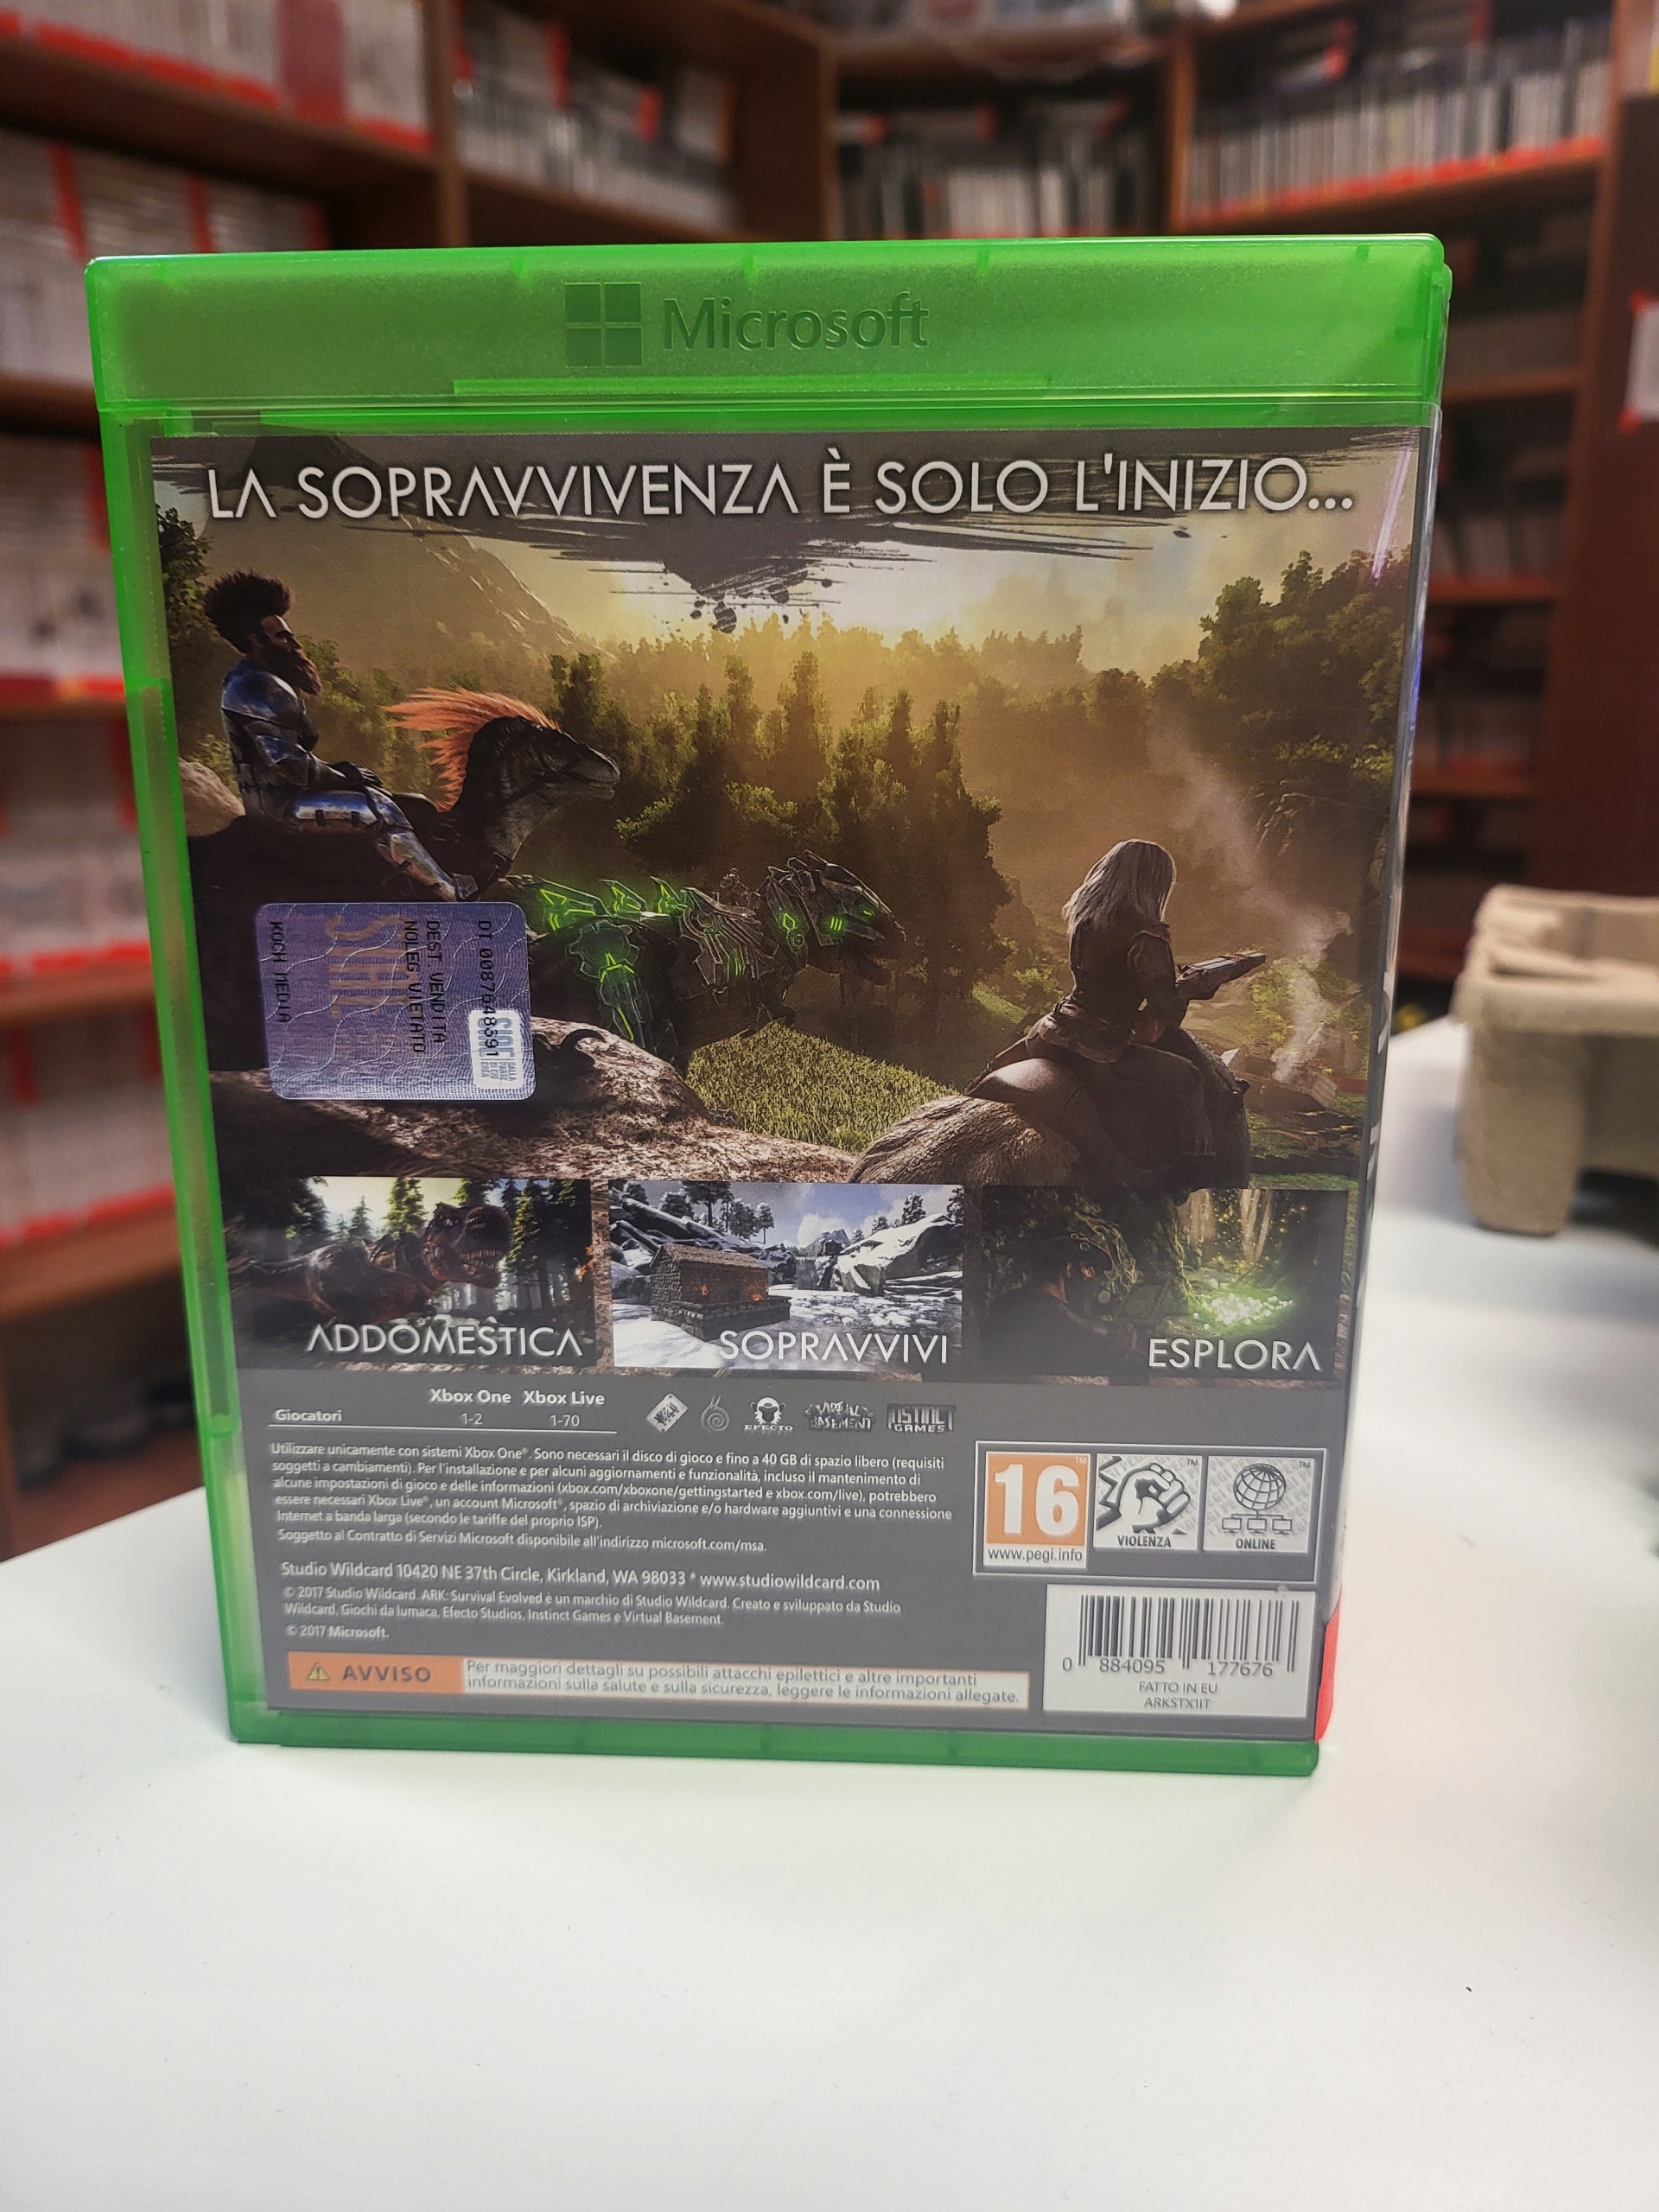 Microsoft
LA SOPRAVVIVENZA È SOLO L'INIZIO...
DT 00876448591
DEST. VENDITA
NOLEG.VIETATO
SIAE
KOCH MEDIA
ADDOMESTICA
SOPRAVVIVI
ESPLORA
Xbox One Xbox Live
Giocatori 1-2 1-70
EFECTO
VIRTUAL BASEMENT
INSTINCT GAMES
Utilizzare unicamente con sistemi Xbox One®. Sono necessari il disco di gioco e fino a 40 GB di spazio libero (requisiti
soggetti a cambiamenti). Per l'installazione e per alcuni aggiornamenti e funzionalità, incluso il mantenimento di
alcune impostazioni di gioco e delle informazioni (xbox.com/xboxone/gettingstarted e xbox.com/live), potrebbero
essere necessari Xbox Live®, un account Microsoft®, spazio di archiviazione e/o hardware aggiuntivi e una connessione
Internet a banda larga (secondo le tariffe del proprio ISP).
Soggetto al Contratto di Servizi Microsoft disponibile all'indirizzo microsoft.com/msa.
Studio Wildcard 10420 NE 37th Circle, Kirkland, WA 98033 * www.studiowildcard.com
© 2017 Studio Wildcard. ARK: Survival Evolved è un marchio di Studio Wildcard. Creato e sviluppato da Studio
Wildcard, Giochi da lumaca, Efecto Studios, Instinct Games e Virtual Basement.
© 2017 Microsoft.
16
www.pegi.info
VIOLENZA
ONLINE
AVVISO
Per maggiori dettagli su possibili attacchi epilettici e altre importanti
informazioni sulla salute e sulla sicurezza, leggere le informazioni allegate.
0 884095 177676
FATTO IN EU
ARKSTX1IT